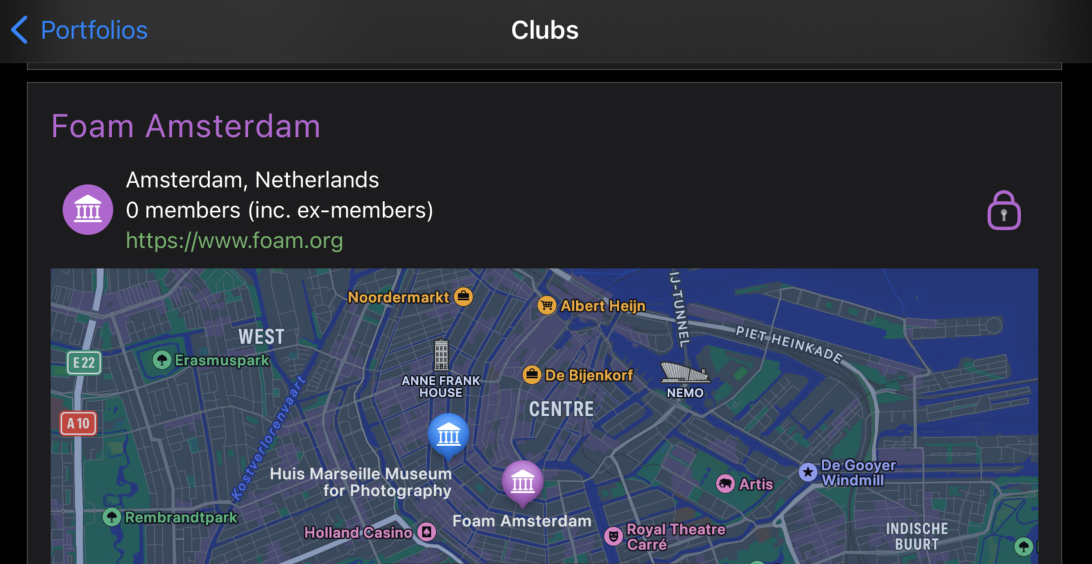 Portfolios
Clubs
Foam Amsterdam
Amsterdam, Netherlands
0 members (inc. ex-members)
https://www.foam.org
Noordermarkt
Albert Heijn
IJ-TUNNEL
PIET HEINKADE
WEST
E22
Erasmuspark
ANNE FRANK
HOUSE
De Bijenkorf
NEMO
CENTRE
A10
Kostverlorenvaart
Huis Marseille Museum
for Photography
De Gooyer
Windmill
Artis
Rembrandtpark
Foam Amsterdam
Holland Casino
Royal Theatre
Carré
INDISCHE
BUURT